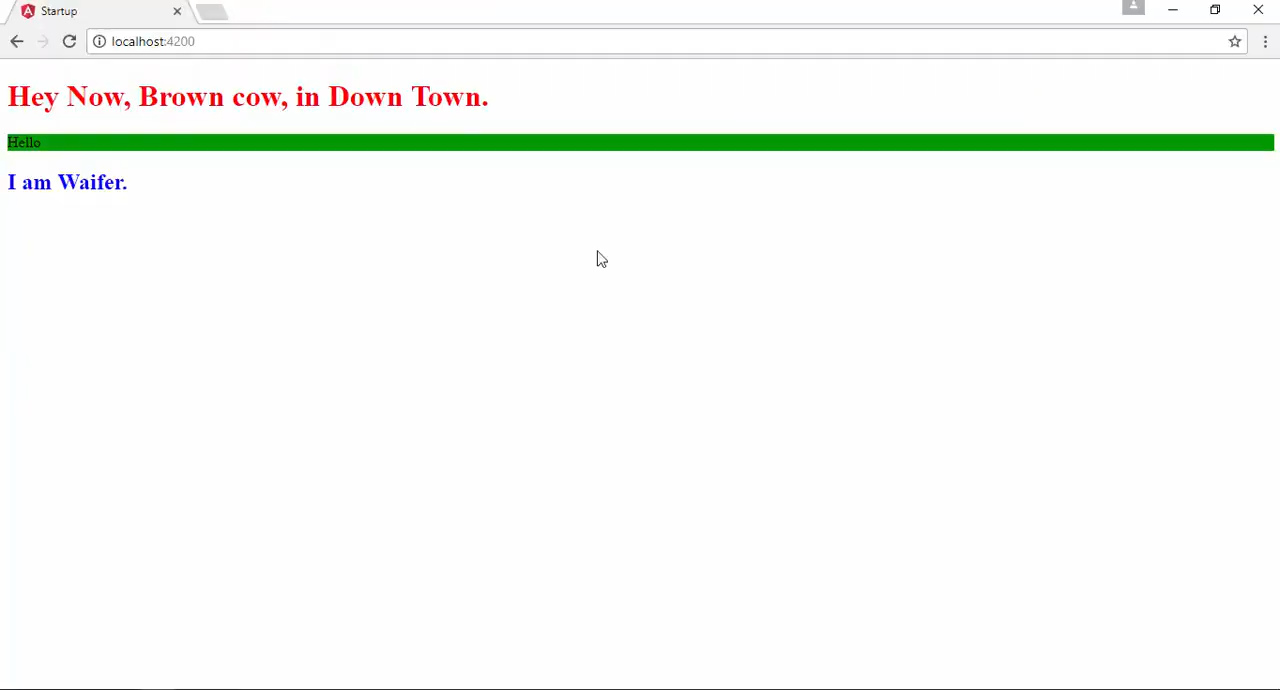 Startup
localhost:4200
Hey Now, Brown cow, in Down Town.
Hello
I am Waifer.